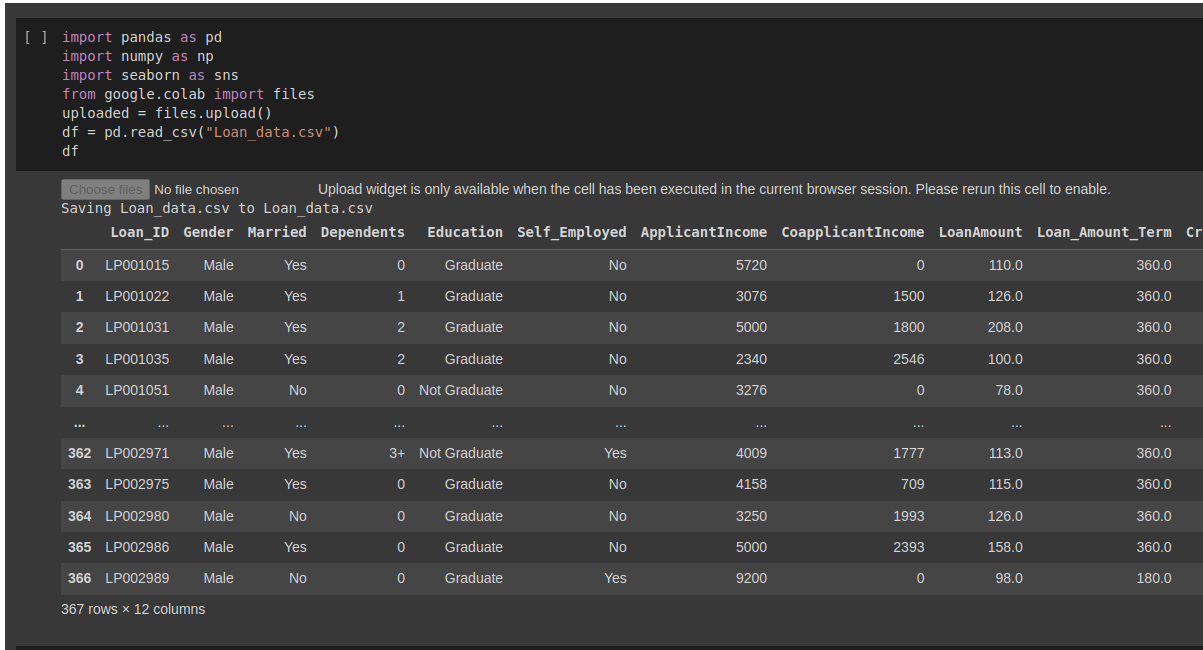 [ ] import pandas as pd
import numpy as np
import seaborn as sns
from google.colab import files
uploaded = files.upload()
df = pd.read_csv("Loan_data.csv")
df
Choose files No file chosen Upload widget is only available when the cell has been executed in the current browser session. Please rerun this cell to enable.
Saving Loan_data.csv to Loan_data.csv
Loan_ID Gender Married Dependents Education Self_Employed ApplicantIncome CoapplicantIncome LoanAmount Loan_Amount_Term Cr
0 LP001015 Male Yes 0 Graduate No 5720 0 110.0 360.0
1 LP001022 Male Yes 1 Graduate No 3076 1500 126.0 360.0
2 LP001031 Male Yes 2 Graduate No 5000 1800 208.0 360.0
3 LP001035 Male Yes 2 Graduate No 2340 2546 100.0 360.0
4 LP001051 Male No 0 Not Graduate No 3276 0 78.0 360.0
... ... ... ... ... ... ... ... ... ... ...
362 LP002971 Male Yes 3+ Not Graduate Yes 4009 1777 113.0 360.0
363 LP002975 Male Yes 0 Graduate No 4158 709 115.0 360.0
364 LP002980 Male No 0 Graduate No 3250 1993 126.0 360.0
365 LP002986 Male Yes 0 Graduate No 5000 2393 158.0 360.0
366 LP002989 Male No 0 Graduate Yes 9200 0 98.0 180.0
367 rows × 12 columns